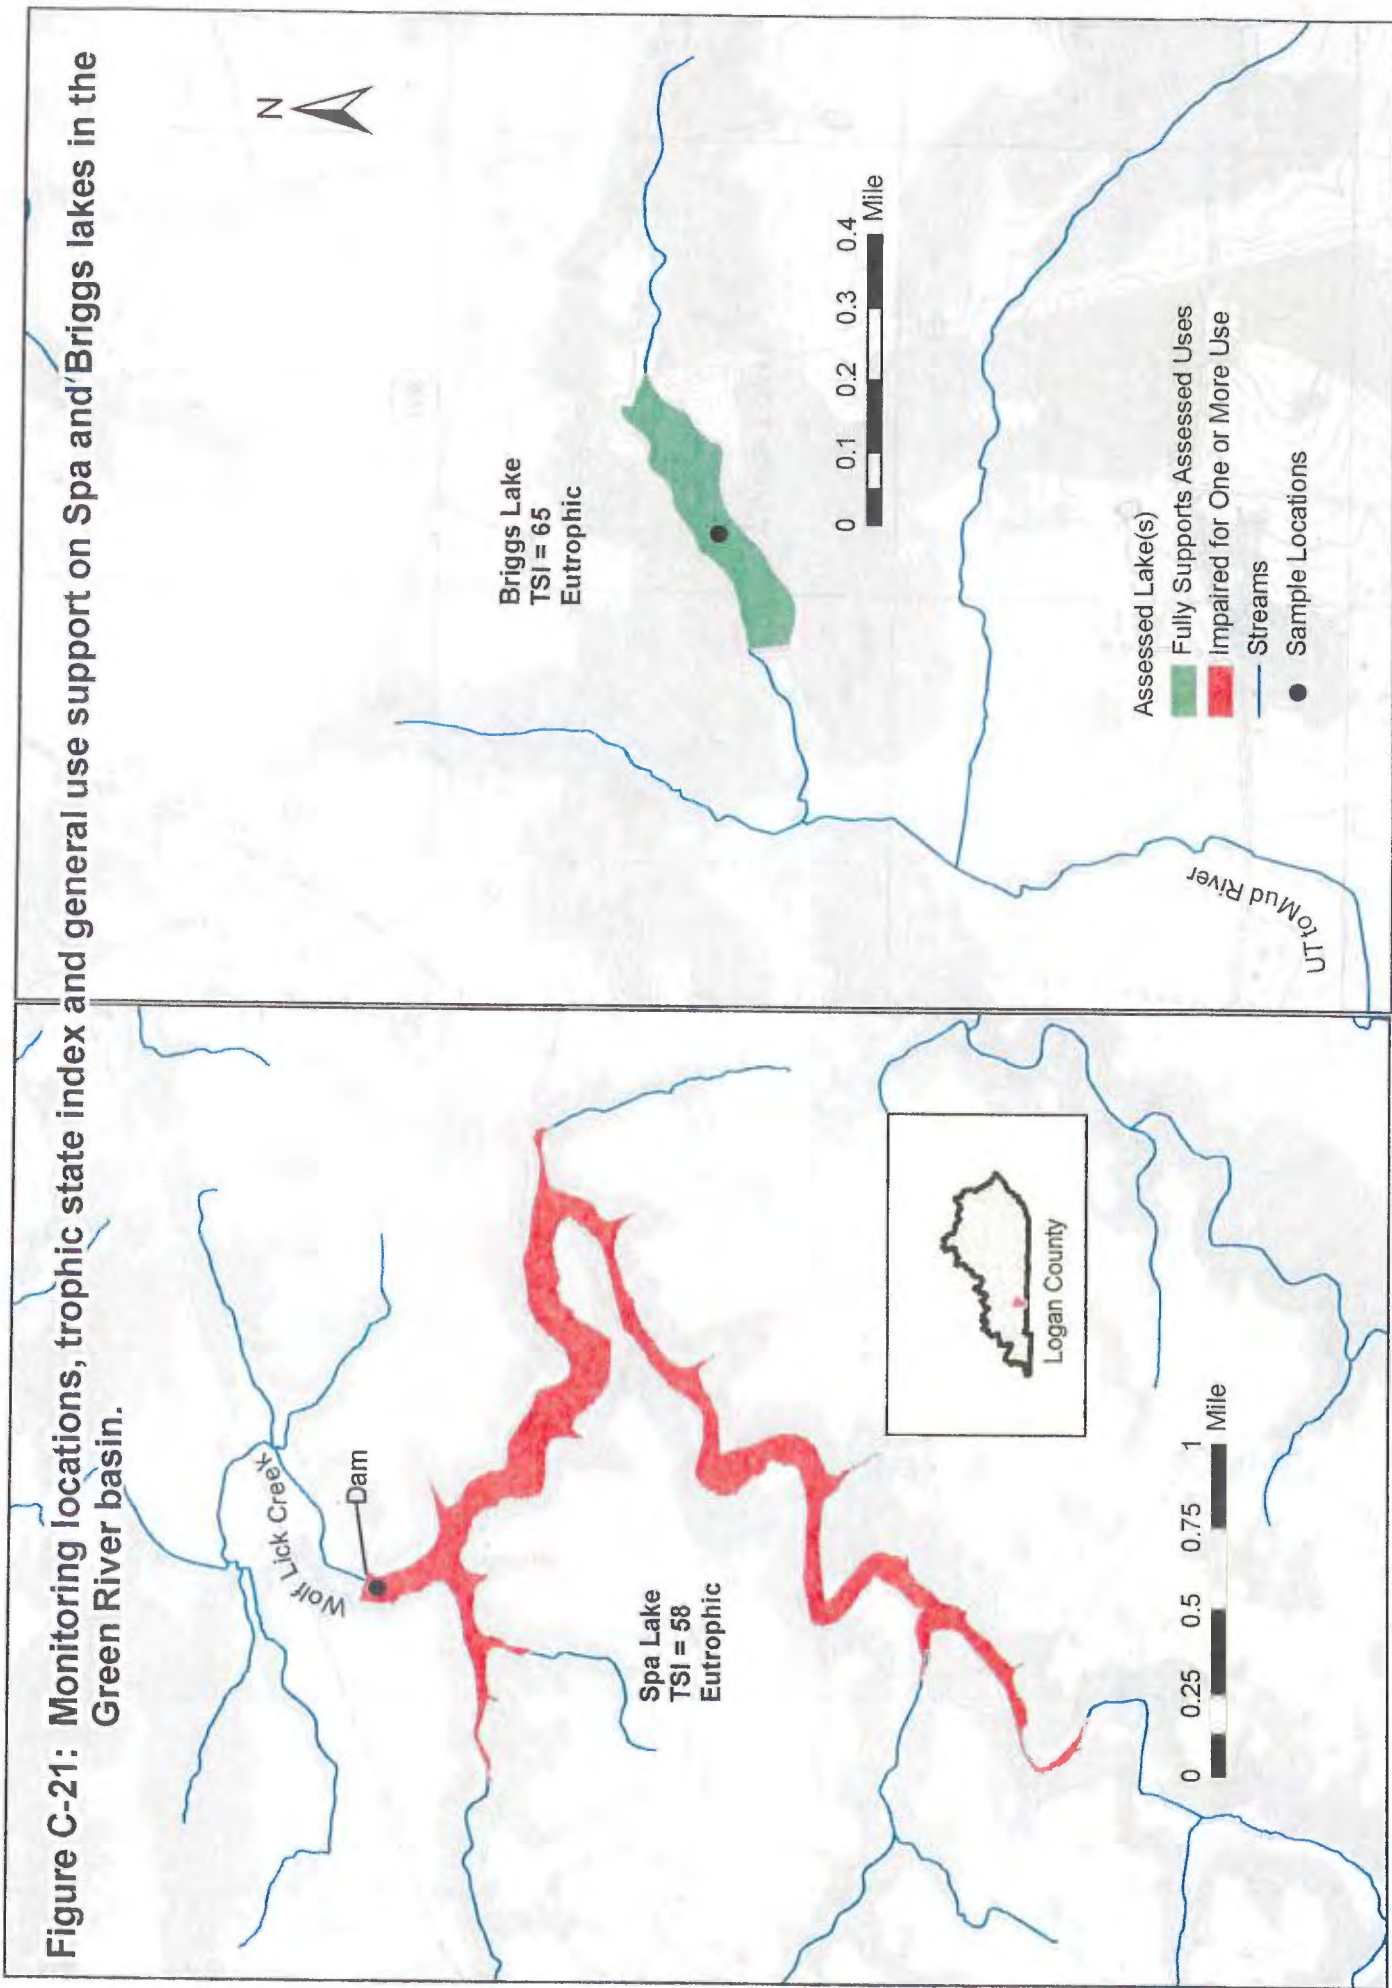 Figure C-21: Monitoring locations, trophic state index and general use support on Spa and Briggs lakes in the
Green River basin.
Wolf Lick Creek
Dam
Spa Lake
TSI = 58
Eutrophic
0 0.25 0.5 0.75 1
Mile
Logan County
N
Briggs Lake
TSI = 65
Eutrophic
0 0.1 0.2 0.3 0.4
Mile
Assessed Lake(s)
Fully Supports Assessed Uses
Impaired for One or More Use
Streams
Sample Locations
UT to Mud River